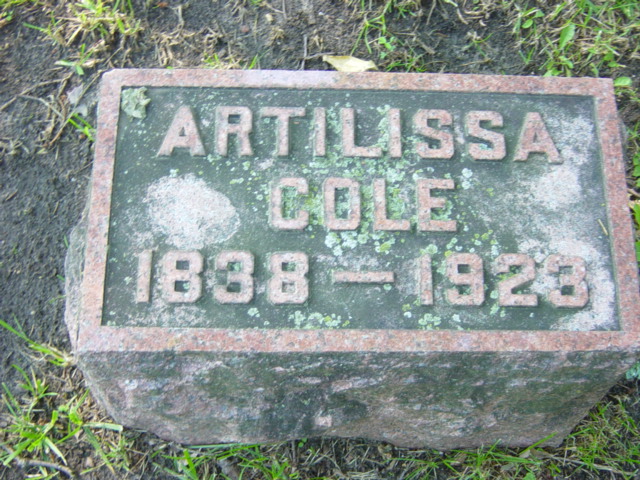 ARTILISSA
COLE
1838 — 1923